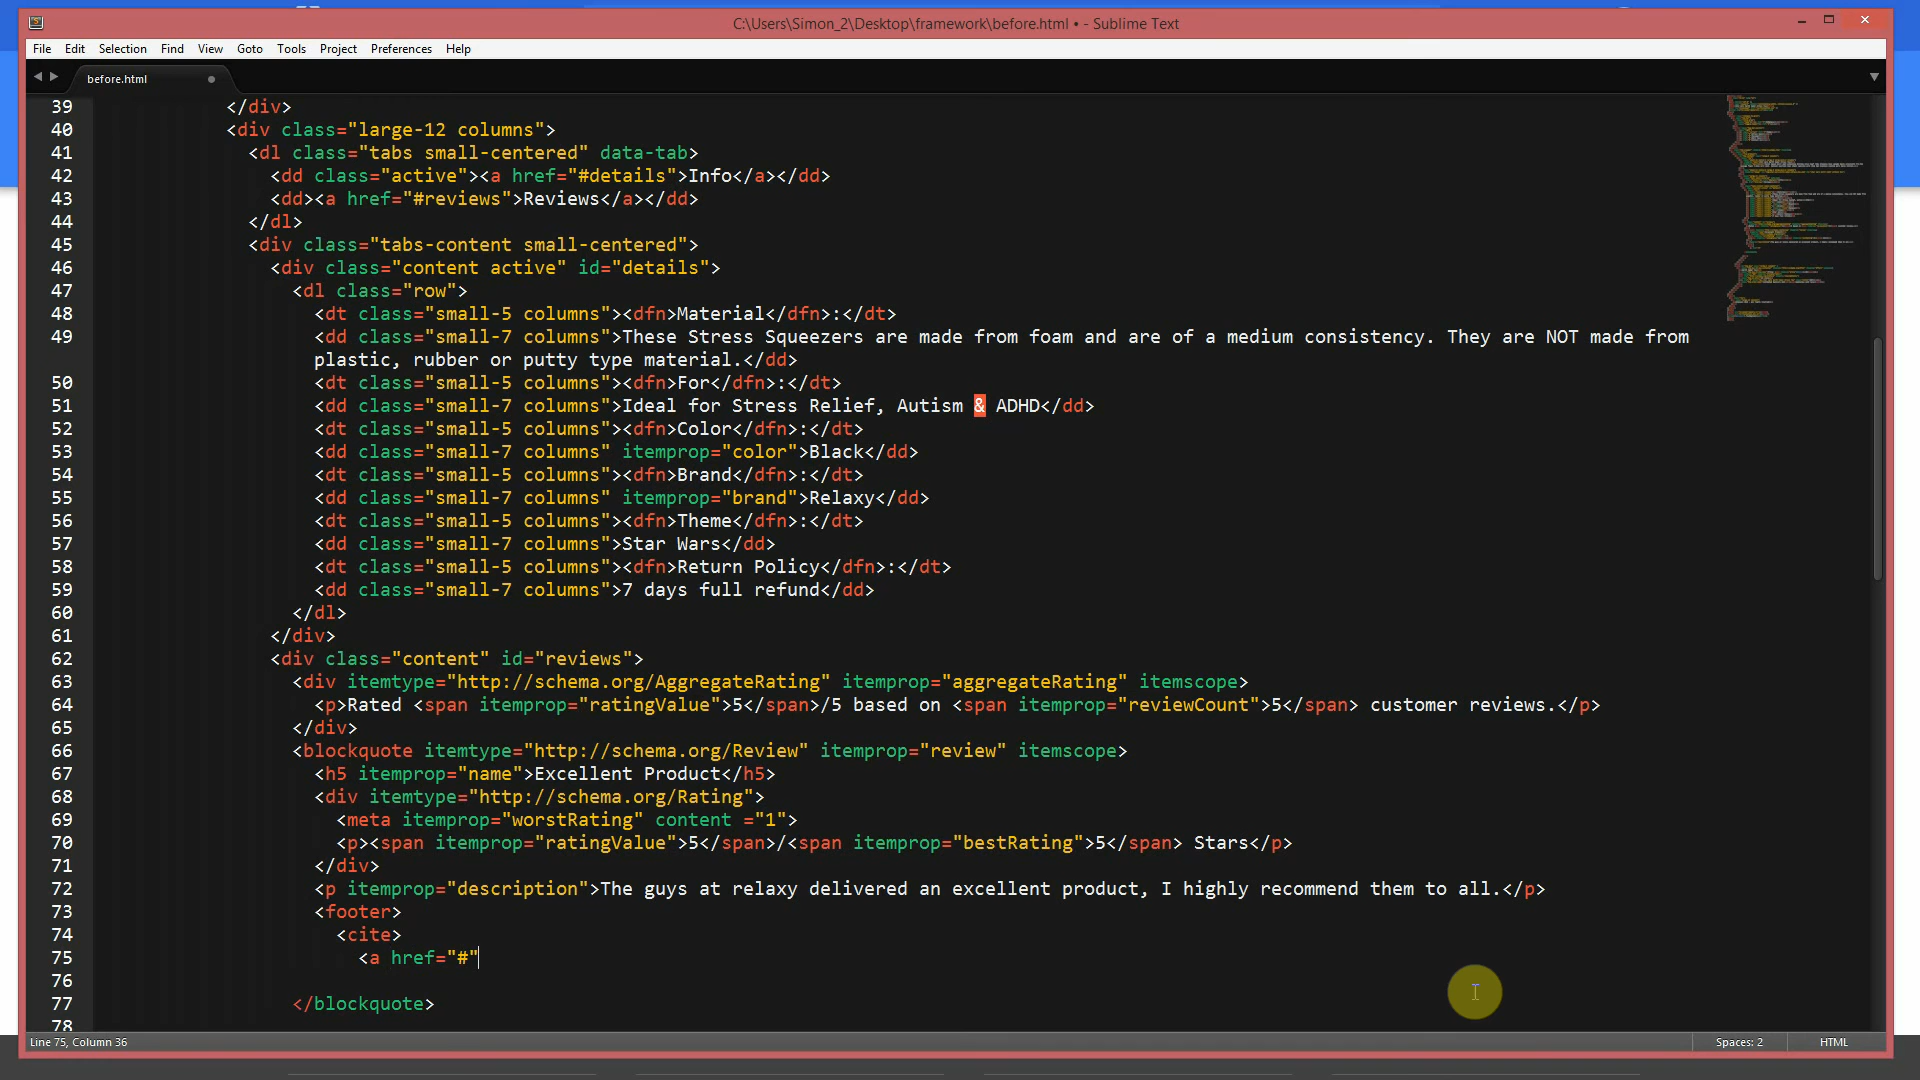 C:\Users\Simon_2\Desktop\framework\before.html • - Sublime Text
File Edit Selection Find View Goto Tools Project Preferences Help
before.html
39 </div>
40 <div class="large-12 columns">
41 <dl class="tabs small-centered" data-tab>
42 <dd class="active"><a href="#details">Info</a></dd>
43 <dd><a href="#reviews">Reviews</a></dd>
44 </dl>
45 <div class="tabs-content small-centered">
46 <div class="content active" id="details">
47 <dl class="row">
48 <dt class="small-5 columns"><dfn>Material</dfn>:</dt>
49 <dd class="small-7 columns">These Stress Squeezers are made from foam and are of a medium consistency. They are NOT made from
plastic, rubber or putty type material.</dd>
50 <dt class="small-5 columns"><dfn>For</dfn>:</dt>
51 <dd class="small-7 columns">Ideal for Stress Relief, Autism & ADHD</dd>
52 <dt class="small-5 columns"><dfn>Color</dfn>:</dt>
53 <dd class="small-7 columns" itemprop="color">Black</dd>
54 <dt class="small-5 columns"><dfn>Brand</dfn>:</dt>
55 <dd class="small-7 columns" itemprop="brand">Relaxy</dd>
56 <dt class="small-5 columns"><dfn>Theme</dfn>:</dt>
57 <dd class="small-7 columns">Star Wars</dd>
58 <dt class="small-5 columns"><dfn>Return Policy</dfn>:</dt>
59 <dd class="small-7 columns">7 days full refund</dd>
60 </dl>
61 </div>
62 <div class="content" id="reviews">
63 <div itemtype="http://schema.org/AggregateRating" itemprop="aggregateRating" itemscope>
64 <p>Rated <span itemprop="ratingValue">5</span>/5 based on <span itemprop="reviewCount">5</span> customer reviews.</p>
65 </div>
66 <blockquote itemtype="http://schema.org/Review" itemprop="review" itemscope>
67 <h5 itemprop="name">Excellent Product</h5>
68 <div itemtype="http://schema.org/Rating">
69 <meta itemprop="worstRating" content ="1">
70 <p><span itemprop="ratingValue">5</span>/<span itemprop="bestRating">5</span> Stars</p>
71 </div>
72 <p itemprop="description">The guys at relaxy delivered an excellent product, I highly recommend them to all.</p>
73 <footer>
74 <cite>
75 <a href="#"
76
77 </blockquote>
78
Line 75, Column 36
Spaces: 2
HTML